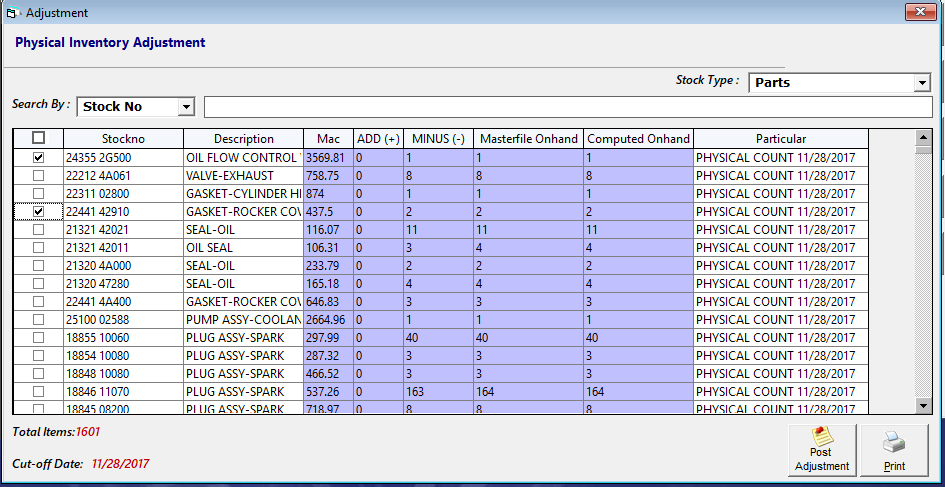 Adjustment
Physical Inventory Adjustment
Stock Type : Parts
Search By : Stock No
Stockno Description Mac ADD (+) MINUS (-) Masterfile Onhand Computed Onhand Particular
24355 2G500 OIL FLOW CONTROL 3569.81 0 1 1 1 PHYSICAL COUNT 11/28/2017
22212 4A061 VALVE-EXHAUST 758.75 0 8 8 8 PHYSICAL COUNT 11/28/2017
22311 02800 GASKET-CYLINDER HE 874 0 1 1 1 PHYSICAL COUNT 11/28/2017
22441 42910 GASKET-ROCKER COV 437.5 0 2 2 2 PHYSICAL COUNT 11/28/2017
21321 42021 SEAL-OIL 116.07 0 11 11 11 PHYSICAL COUNT 11/28/2017
21321 42011 OIL SEAL 106.31 0 3 4 4 PHYSICAL COUNT 11/28/2017
21320 4A000 SEAL-OIL 233.79 0 2 2 2 PHYSICAL COUNT 11/28/2017
21320 47280 SEAL-OIL 165.18 0 4 4 4 PHYSICAL COUNT 11/28/2017
22441 4A400 GASKET-ROCKER COV 646.83 0 3 3 3 PHYSICAL COUNT 11/28/2017
25100 02588 PUMP ASSY-COOLAN 2664.96 0 1 1 1 PHYSICAL COUNT 11/28/2017
18855 10060 PLUG ASSY-SPARK 297.99 0 40 40 40 PHYSICAL COUNT 11/28/2017
18854 10080 PLUG ASSY-SPARK 287.32 0 3 3 3 PHYSICAL COUNT 11/28/2017
18848 10080 PLUG ASSY-SPARK 466.52 0 3 3 3 PHYSICAL COUNT 11/28/2017
18846 11070 PLUG ASSY-SPARK 537.26 0 163 164 164 PHYSICAL COUNT 11/28/2017
18845 08200 PLUG ASSY-SPARK 718.97 0 8 8 8 PHYSICAL COUNT 11/28/2017
Total Items:1601
Cut-off Date: 11/28/2017
Post
Adjustment
Print